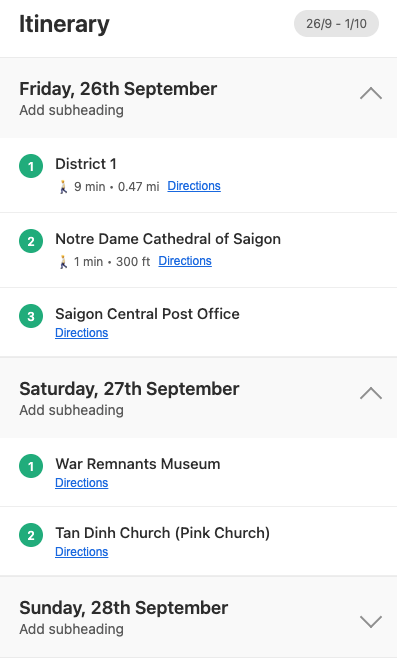 Itinerary
26/9 - 1/10
Friday, 26th September
Add subheading
1 District 1
9 min • 0.47 mi Directions
2 Notre Dame Cathedral of Saigon
1 min • 300 ft Directions
3 Saigon Central Post Office
Directions
Saturday, 27th September
Add subheading
1 War Remnants Museum
Directions
2 Tan Dinh Church (Pink Church)
Directions
Sunday, 28th September
Add subheading